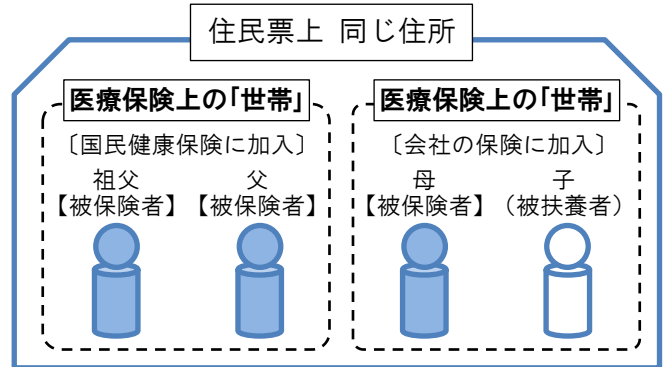 住民票上 同じ住所
医療保険上の｢世帯｣
〔国民健康保険に加入〕
祖父
【被保険者】
父
【被保険者】
医療保険上の｢世帯｣
〔会社の保険に加入〕
母
【被保険者】
子
（被扶養者）